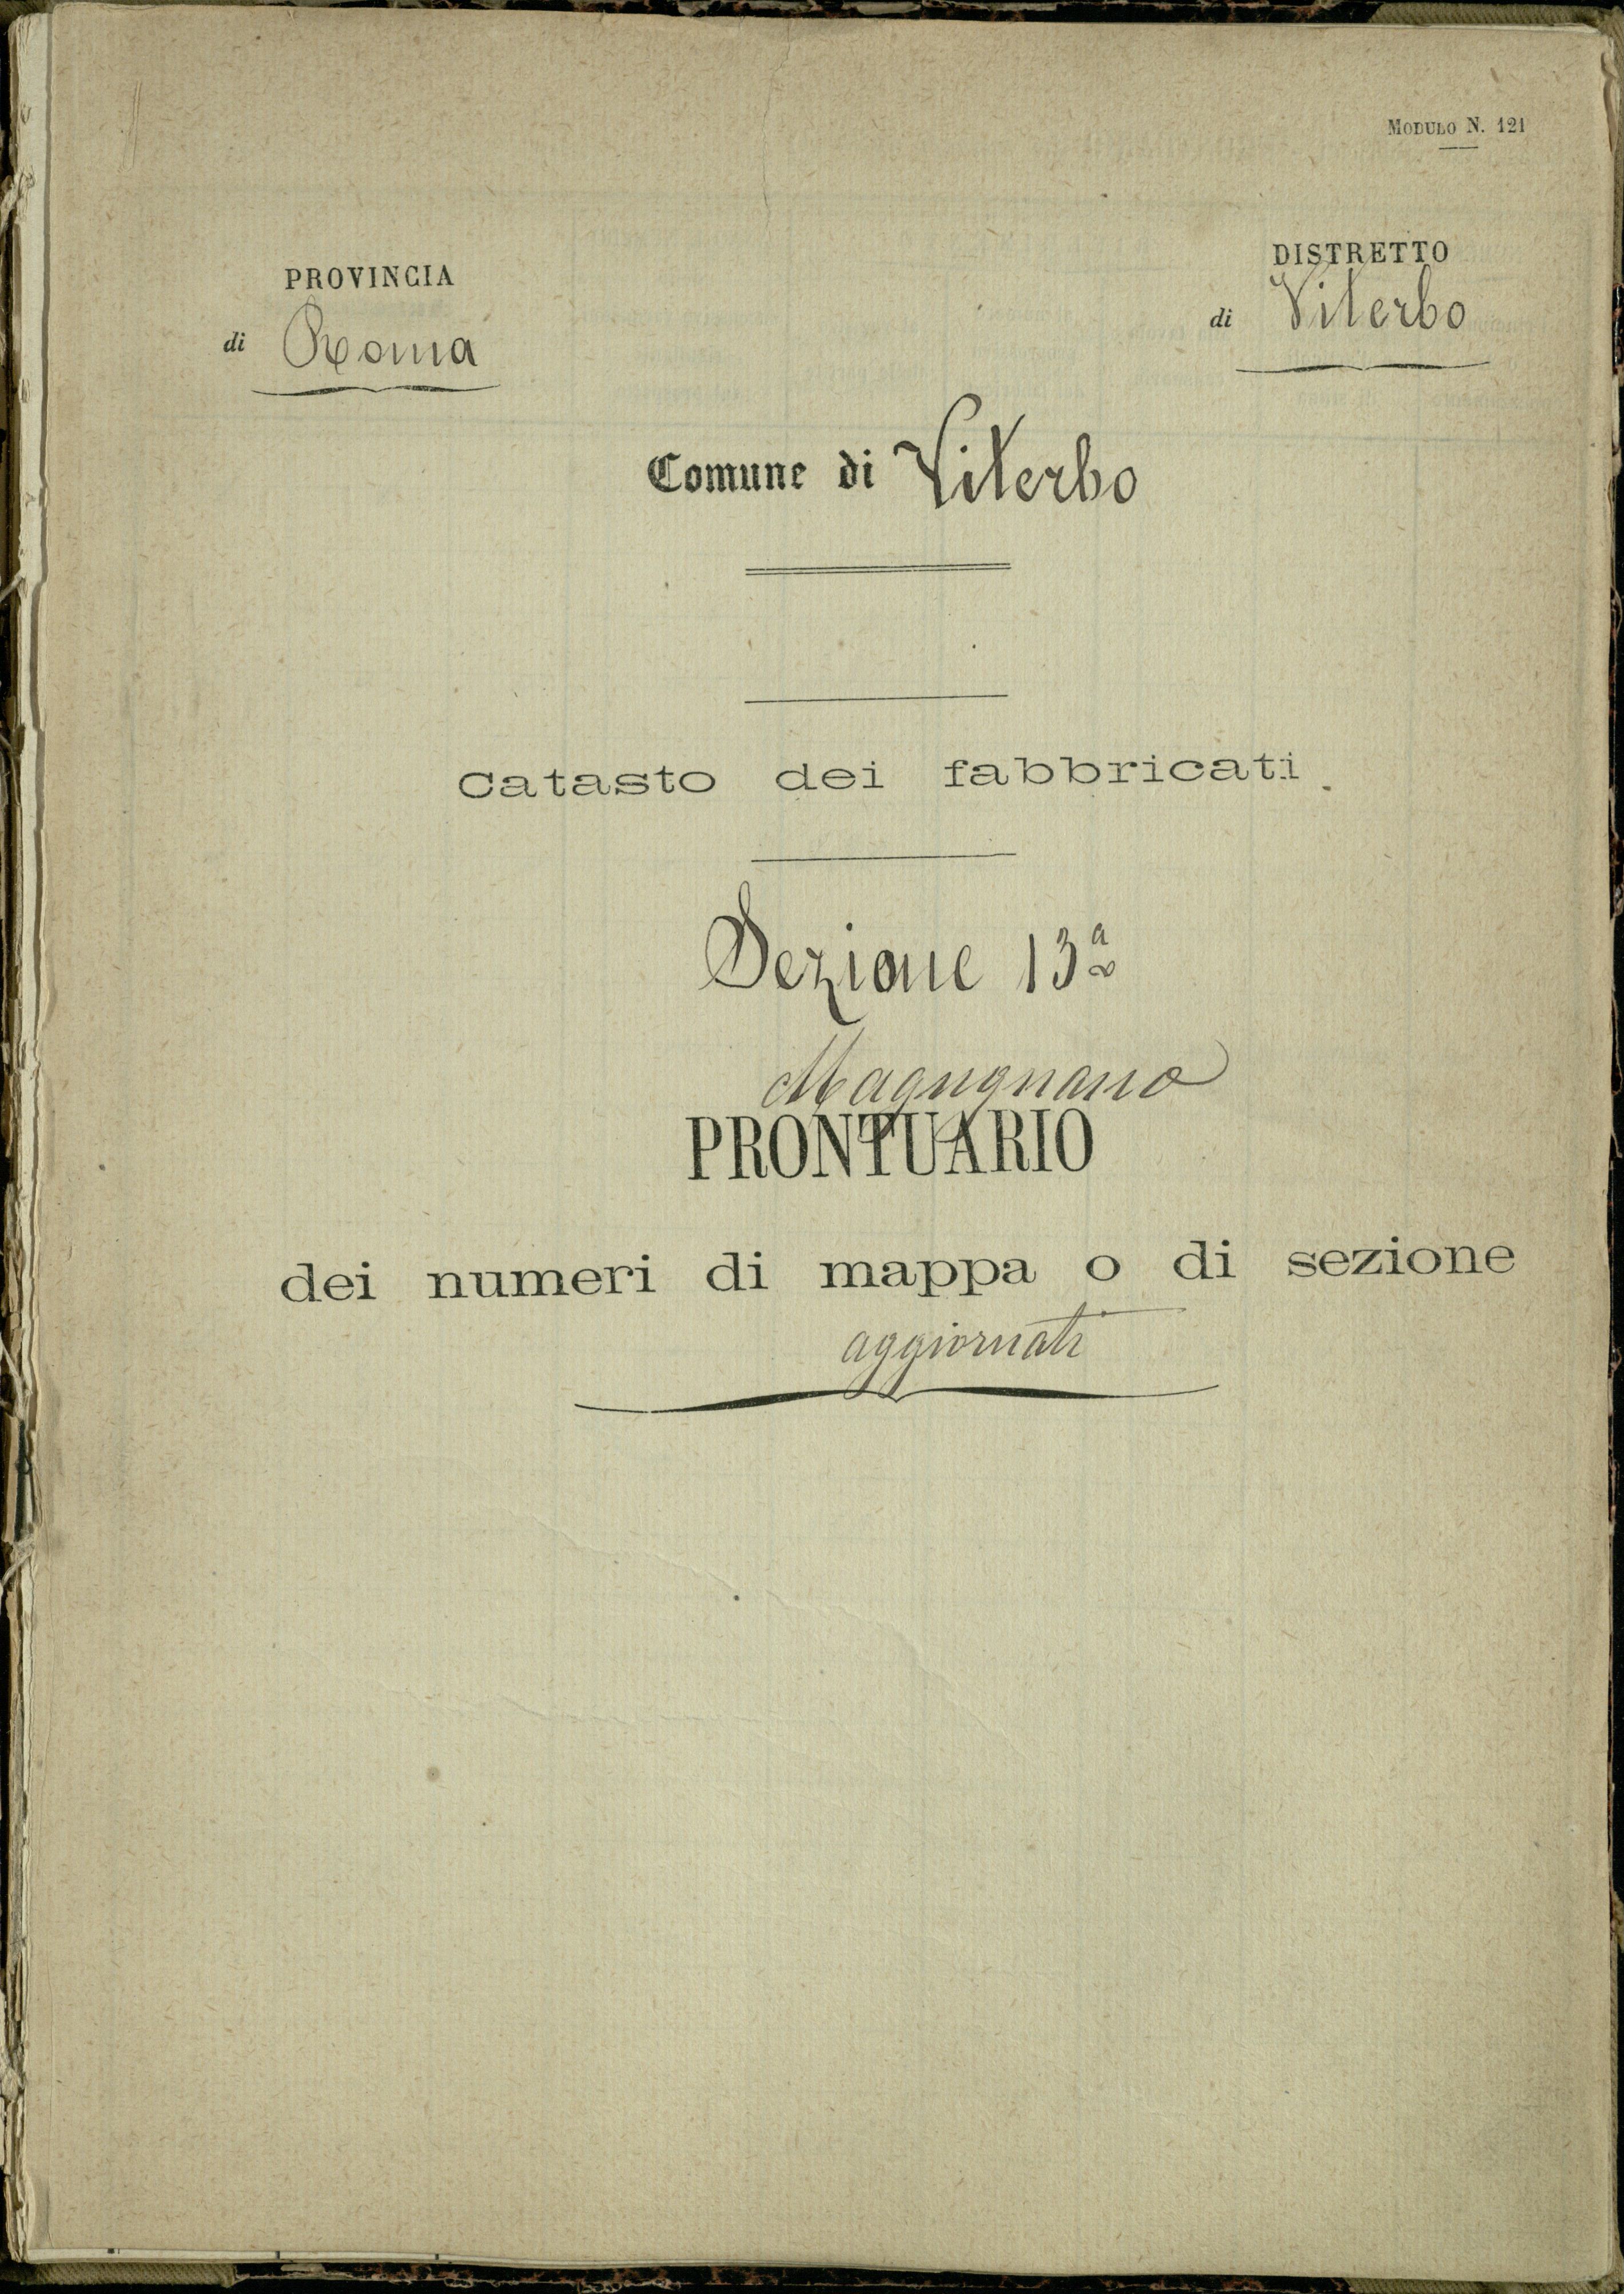 MODULO N. 121
PROVINCIA
di Roma
DISTRETTO
di Viterbo
Comune di Viterbo
Catasto dei fabbricati
Sezione 13ª
Magugnano
PRONTUARIO
dei numeri di mappa o di sezione
aggiornati